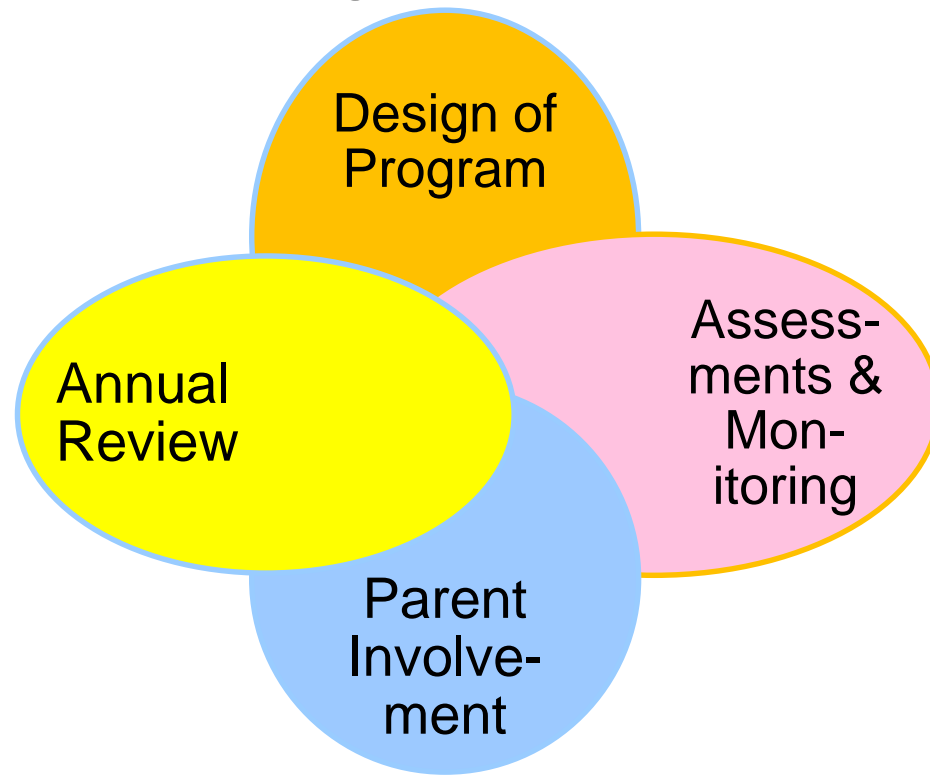 Design of
Program
Assess-
ments &
Mon-
itoring
Annual
Review
Parent
Involve-
ment